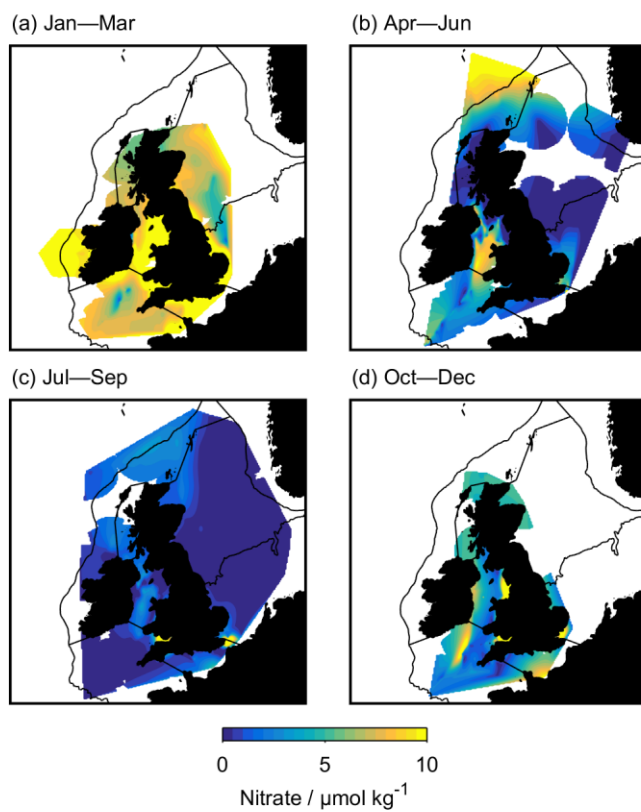 (a) Jan—Mar
(b) Apr—Jun
(c) Jul—Sep
(d) Oct—Dec
0 5 10
Nitrate / μmol kg⁻¹